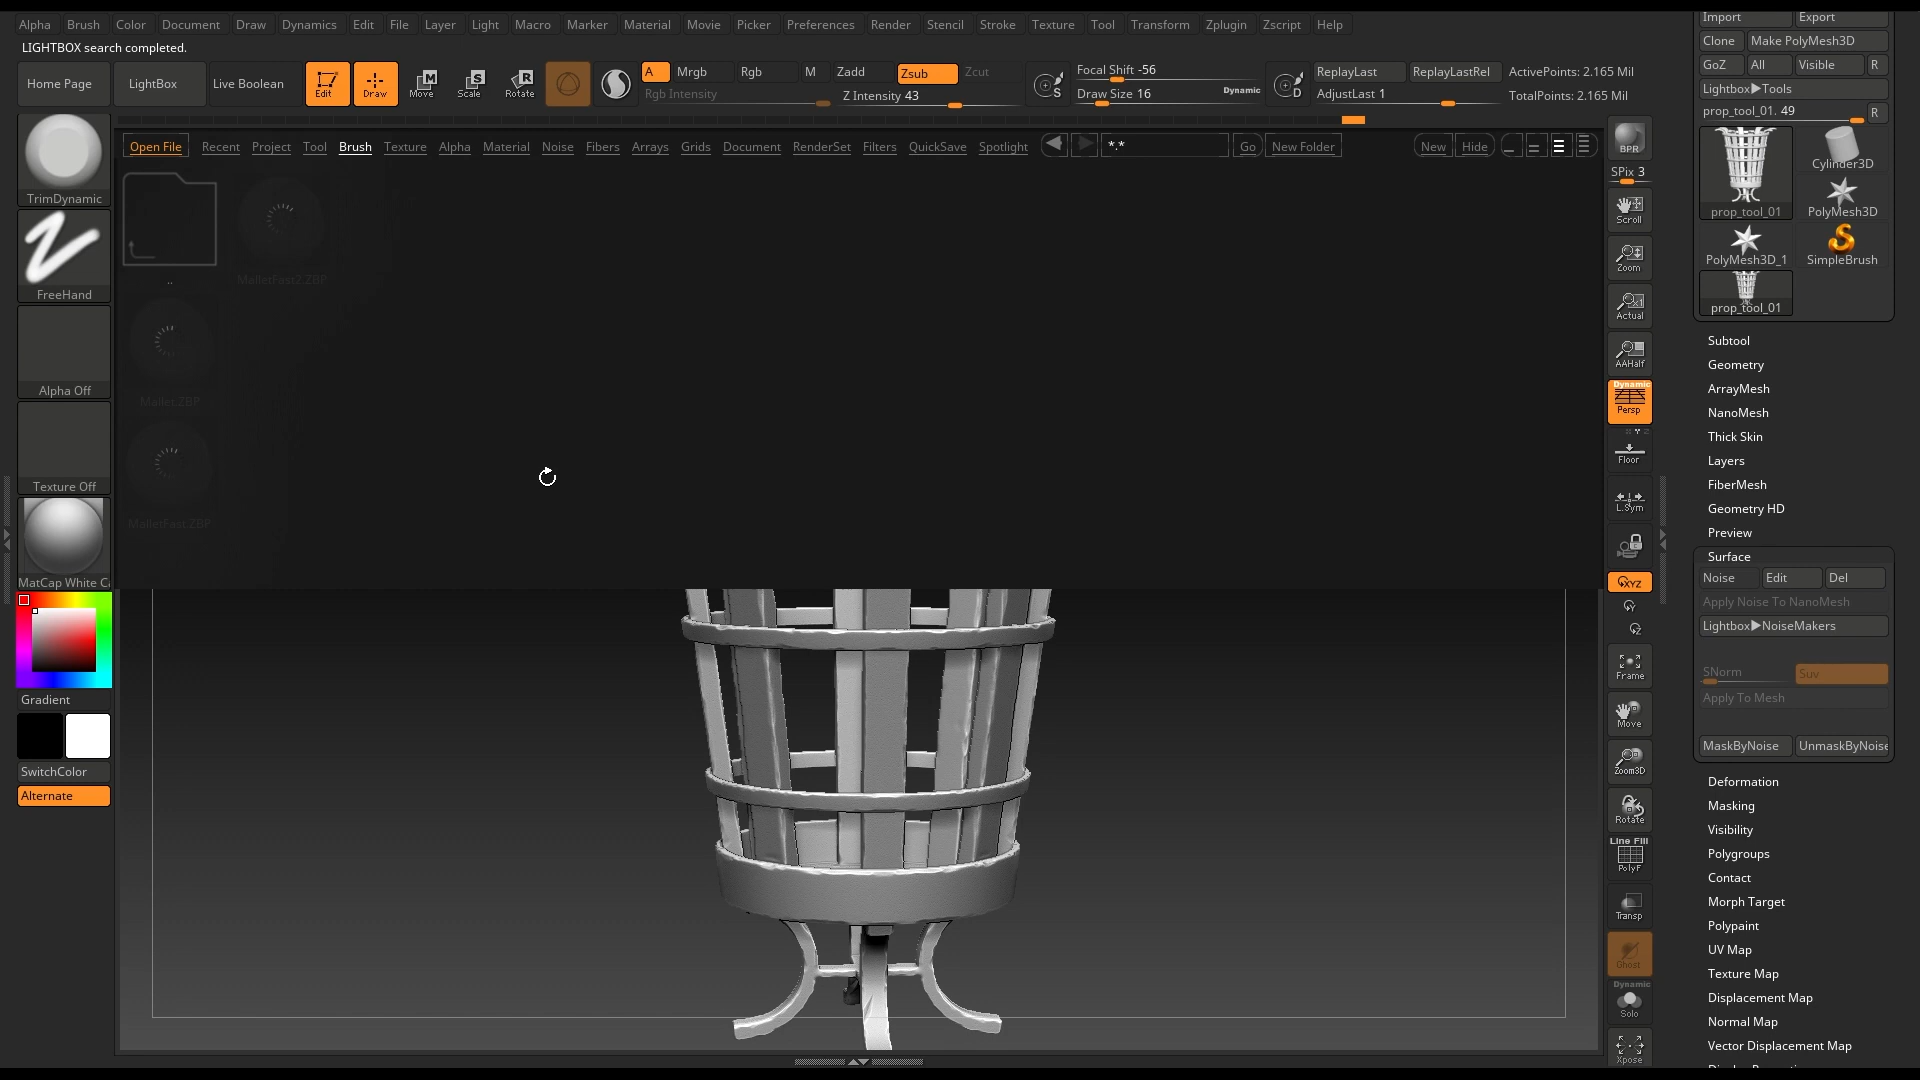 Alpha Brush Color Document Draw Dynamics Edit File Layer Light Macro Marker Material Movie Picker Preferences Render Stencil Stroke Texture Tool Transform Zplugin Zscript Help
LIGHTBOX search completed.
Home Page LightBox Live Boolean Edit Draw Move Scale Rotate
A Mrgb Rgb M Zadd Zsub Zcut
Rgb Intensity Z Intensity 43
Focal Shift -56
Draw Size 16 Dynamic
ReplayLast ReplayLastRel
AdjustLast 1
ActivePoints: 2.165 Mil
TotalPoints: 2.165 Mil
Open File Recent Project Tool Brush Texture Alpha Material Noise Fibers Arrays Grids Document RenderSet Filters QuickSave Spotlight *.* Go New Folder New Hide
..
MalletFast2.ZBP
Mallet.ZBP
MalletFast.ZBP
TrimDynamic
FreeHand
Alpha Off
Texture Off
MatCap White Ca
Gradient
SwitchColor
Alternate
BPR
SPix 3
Scroll
Zoom
Actual
AAHalf
Dynamic
Persp
Floor
L.Sym
XYZ
Y
Z
Frame
Move
Zoom3D
Rotate
Line Fill
PolyF
Transp
Ghost
Dynamic
Solo
Xpose
Import Export
Clone Make PolyMesh3D
GoZ All Visible R
Lightbox▶Tools
prop_tool_01. 49 R
prop_tool_01 Cylinder3D
PolyMesh3D
PolyMesh3D_1 SimpleBrush
prop_tool_01
Subtool
Geometry
ArrayMesh
NanoMesh
Thick Skin
Layers
FiberMesh
Geometry HD
Preview
Surface
Noise Edit Del
Apply Noise To NanoMesh
Lightbox▶NoiseMakers
SNorm Suv
Apply To Mesh
MaskByNoise UnmaskByNoise
Deformation
Masking
Visibility
Polygroups
Contact
Morph Target
Polypaint
UV Map
Texture Map
Displacement Map
Normal Map
Vector Displacement Map